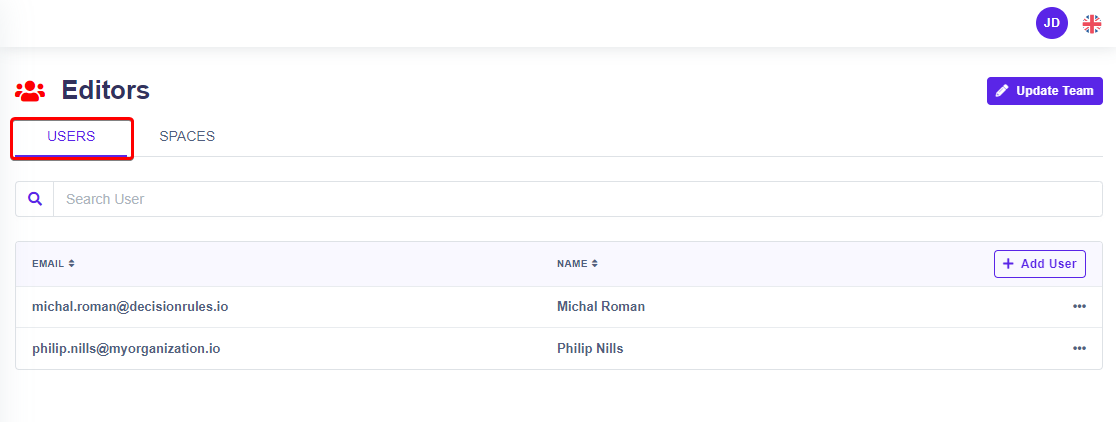 JD
Editors
Update Team
USERS SPACES
Search User
EMAIL NAME Add User
michal.roman@decisionrules.io Michal Roman
philip.nills@myorganization.io Philip Nills